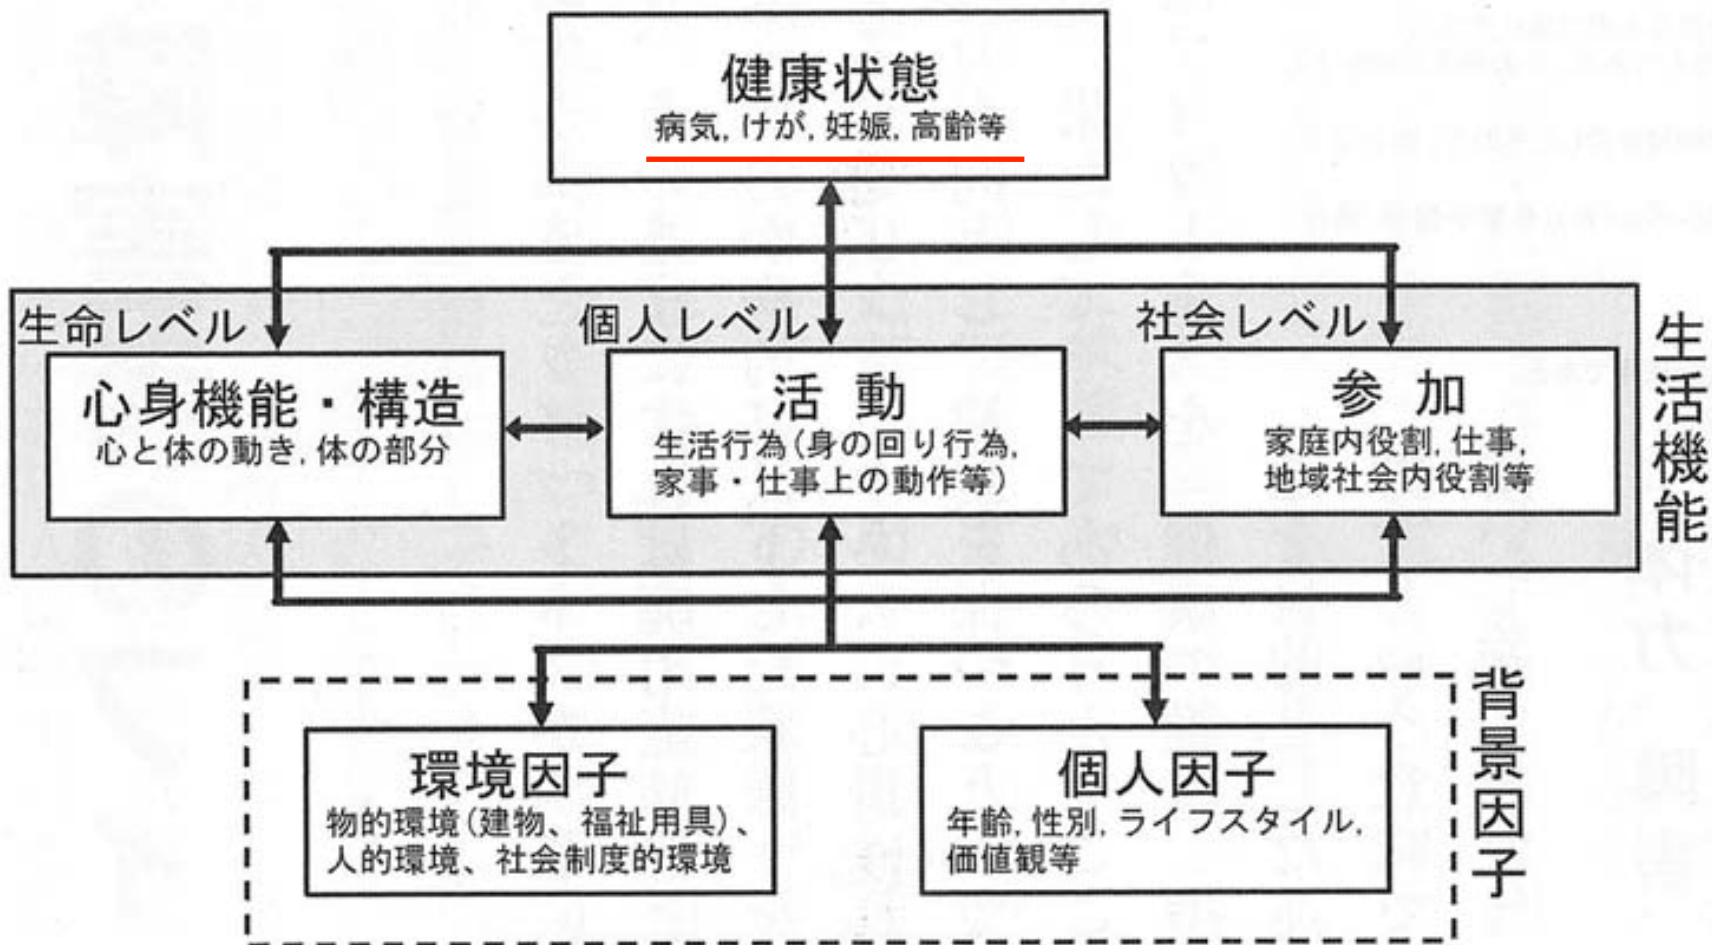 健康状態
病気, けが, 妊娠, 高齢等
生命レベル
個人レベル
社会レベル
生活機能
心身機能・構造
心と体の動き, 体の部分
活 動
生活行為(身の回り行為,
家事・仕事上の動作等)
参 加
家庭内役割, 仕事,
地域社会内役割等
背景因子
環境因子
物的環境(建物、福祉用具)、
人的環境、社会制度的環境
個人因子
年齢, 性別, ライフスタイル,
価値観等